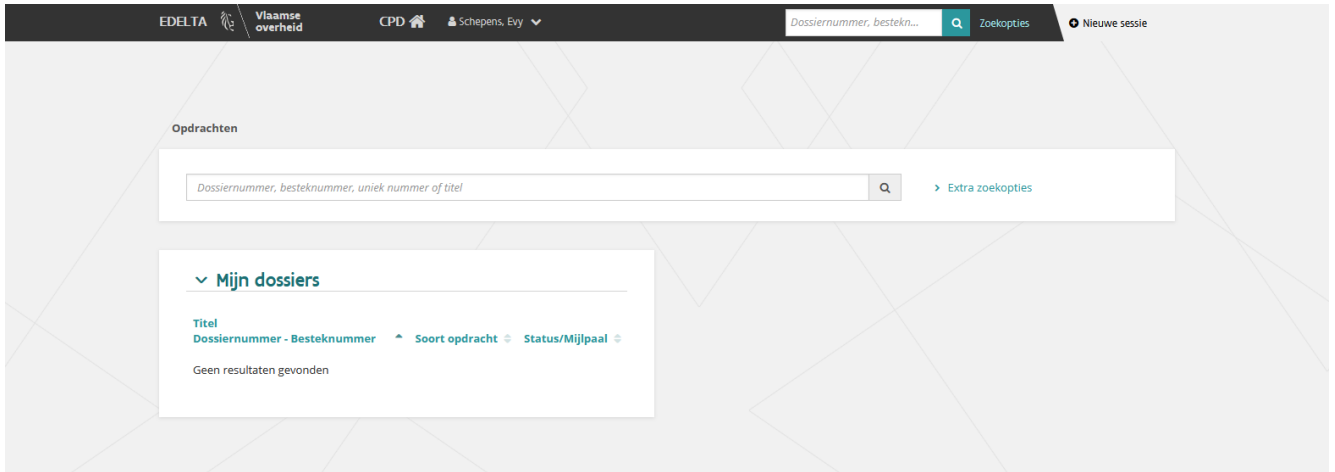 EDELTA
Vlaamse
overheid
CPD
Schepens, Evy
Dossiernummer, bestekn...
Zoekopties
Nieuwe sessie
Opdrachten
Dossiernummer, besteknummer, uniek nummer of titel
Extra zoekopties
Mijn dossiers
Titel
Dossiernummer - Besteknummer
Soort opdracht
Status/Mijlpaal
Geen resultaten gevonden